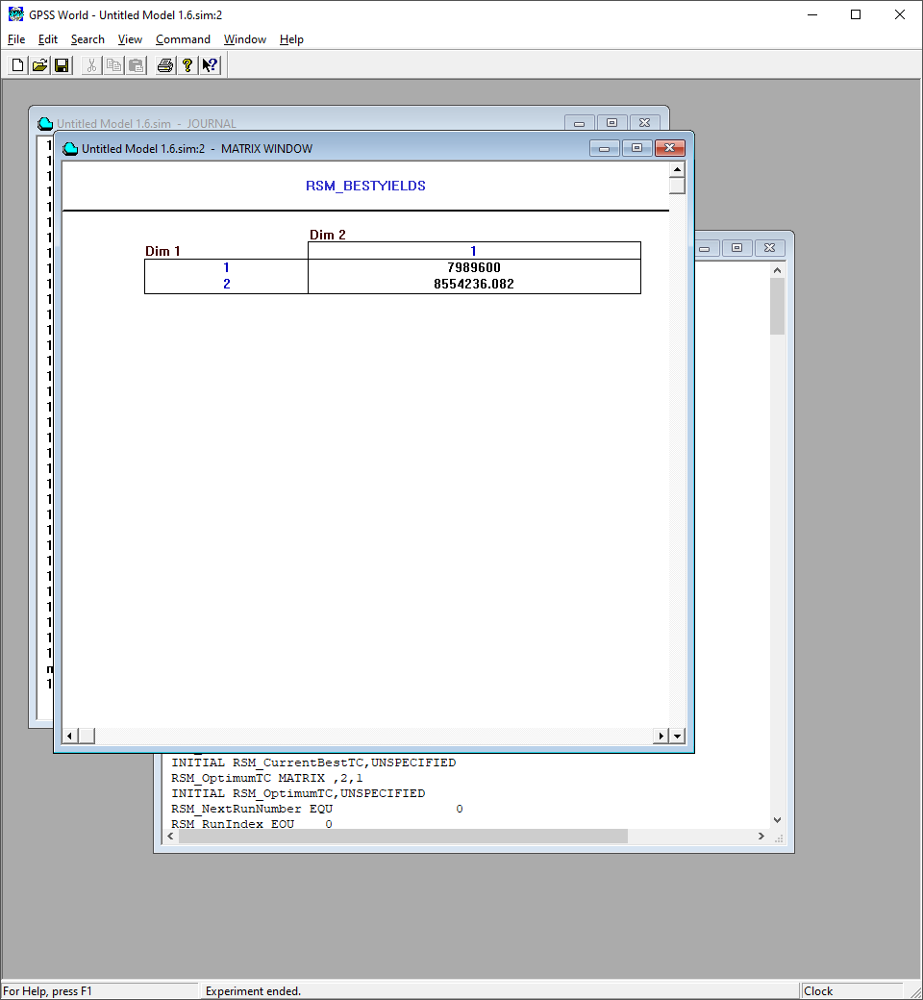 GPSS World - Untitled Model 1.6.sim:2
File Edit Search View Command Window Help
Untitled Model 1.6.sim - JOURNAL
Untitled Model 1.6.sim:2 - MATRIX WINDOW
RSM_BESTYIELDS
Dim 2
Dim 1 1
1 7989600
2 8554236.082
INITIAL RSM_CurrentBestTC,UNSPECIFIED
RSM_OptimumTC MATRIX ,2,1
INITIAL RSM_OptimumTC,UNSPECIFIED
RSM_NextRunNumber EQU 0
RSM_RunIndex EQU 0
For Help, press F1 Experiment ended. Clock